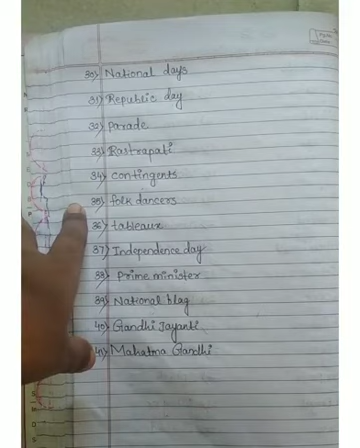 30) National days
31) Republic day
32) Parade
33) Rastrapati
34) contingents
35) folk dancers
36) tableaux
37) Independence day
38) Prime minister
39) National blag
40) Gandhi Jayanti
41) Mahatma Gandhi